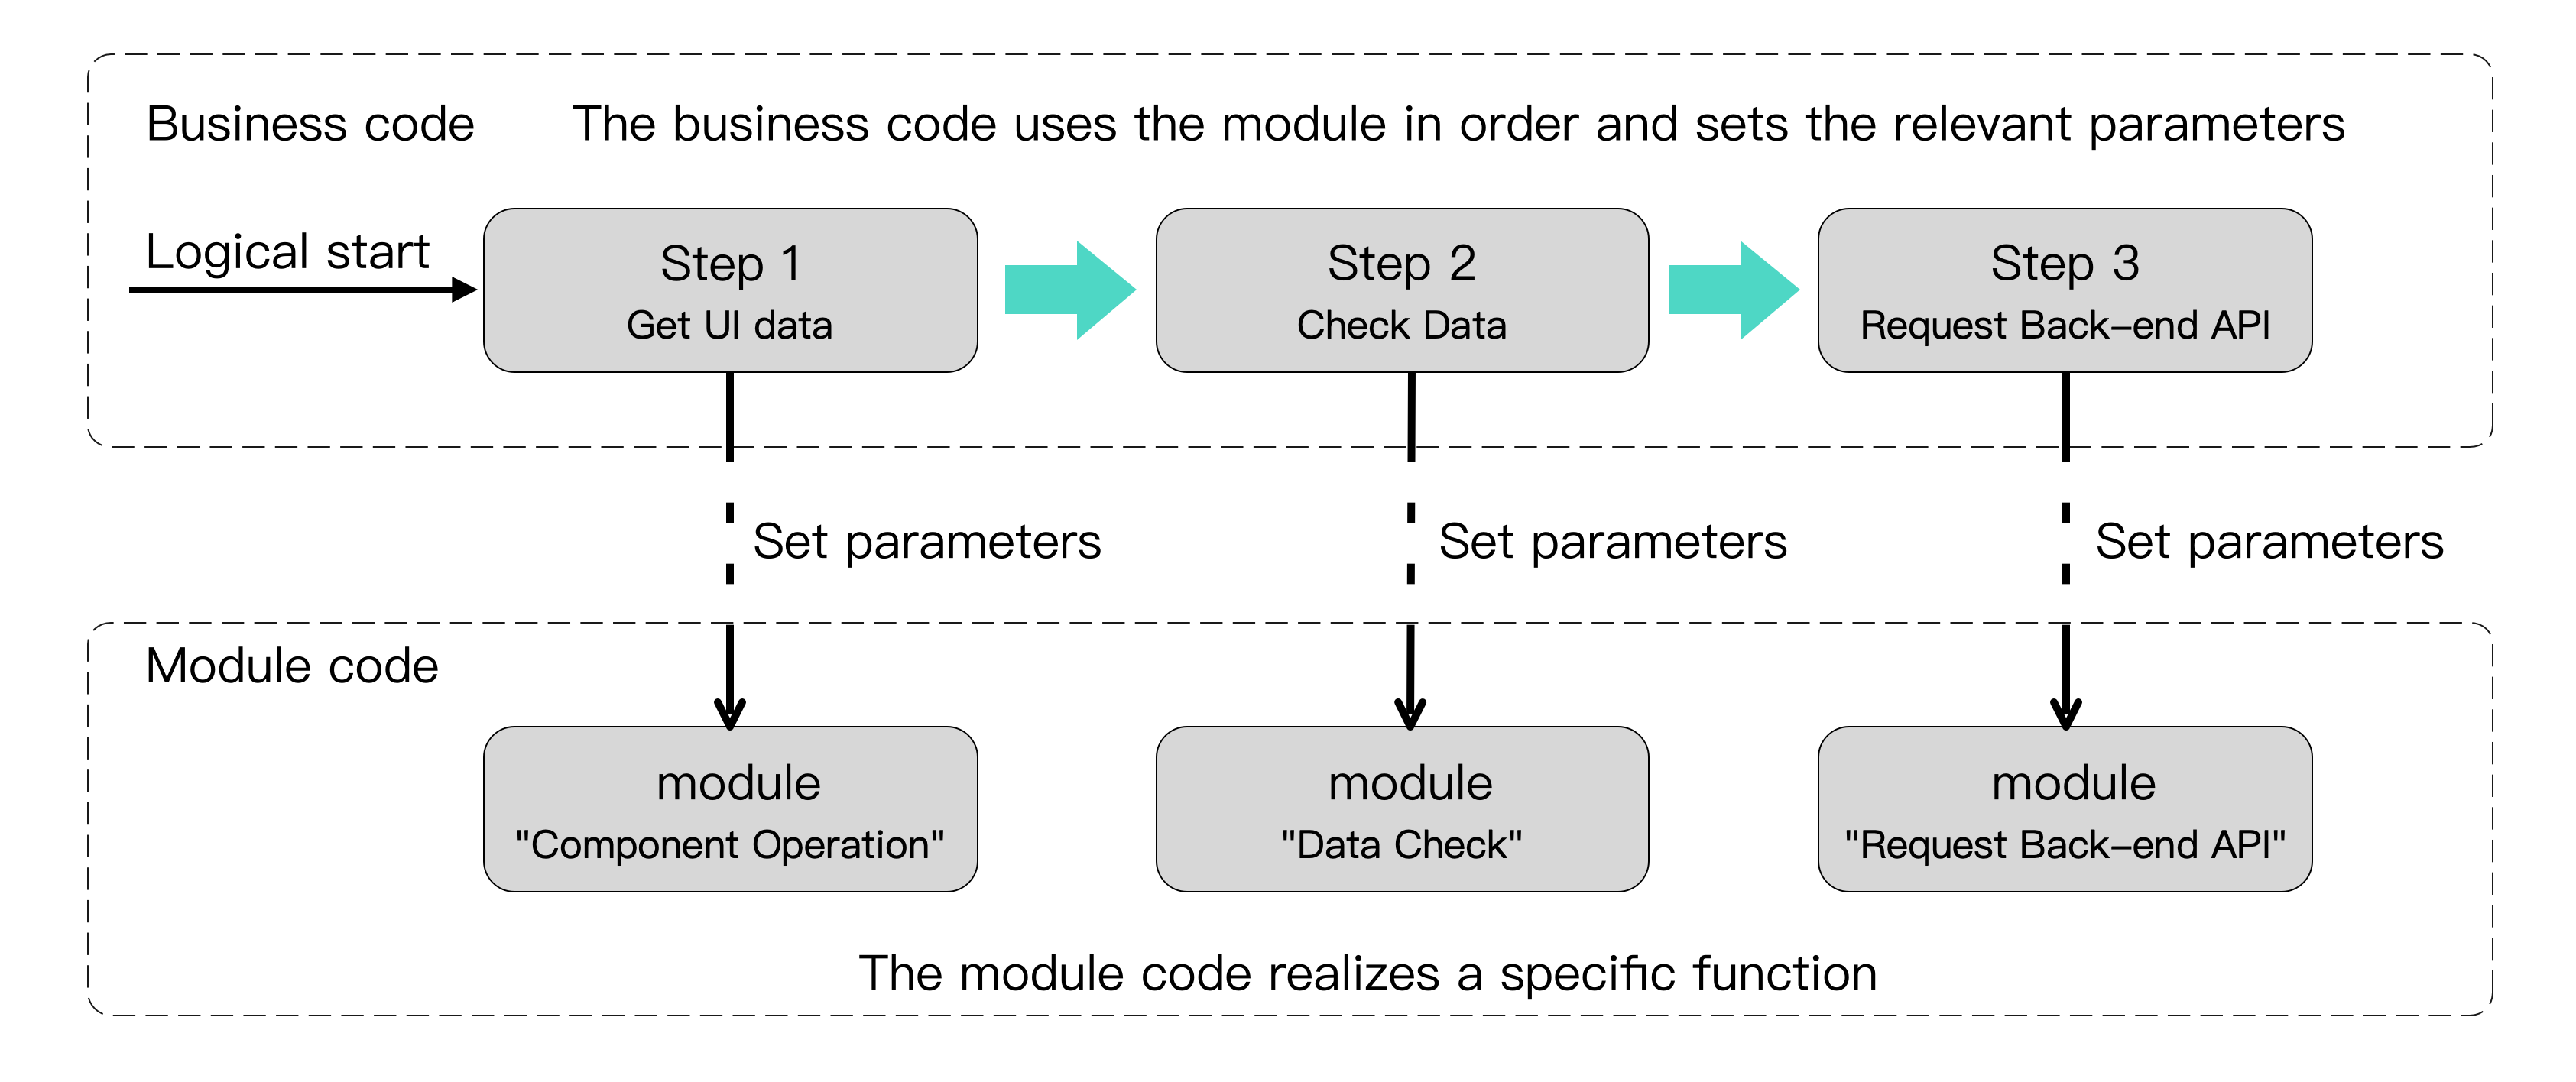 Business code
The business code uses the module in order and sets the relevant parameters
Logical start
Step 1
Get UI data
Step 2
Check Data
Step 3
Request Back–end API
Set parameters
Set parameters
Set parameters
Module code
module
"Component Operation"
module
"Data Check"
module
"Request Back–end API"
The module code realizes a specific function